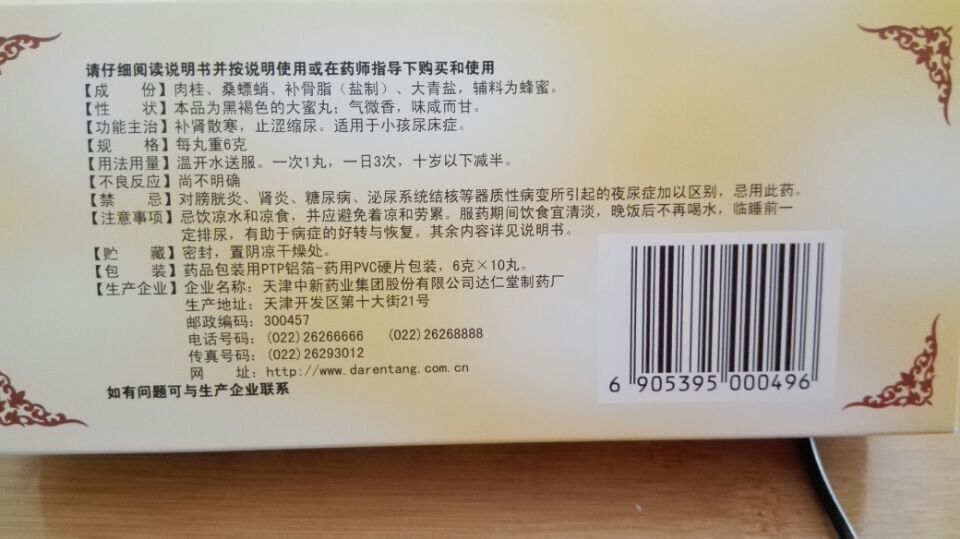 请仔细阅读说明书并按说明使用或在药师指导下购买和使用
【成 份】肉桂、桑螵蛸、补骨脂(盐制)、大青盐,辅料为蜂蜜。
【性 状】本品为黑褐色的大蜜丸;气微香,味咸而甘。
【功能主治】补肾散寒,止涩缩尿。适用于小孩尿床症。
【规 格】每丸重6克
【用法用量】温开水送服。一次1丸,一日3次,十岁以下减半。
【不良反应】尚不明确
【禁 忌】对膀胱炎、肾炎、糖尿病、泌尿系统结核等器质性病变所引起的夜尿症加以区别,忌用此药。
【注意事项】忌饮凉水和凉食,并应避免着凉和劳累。服药期间饮食宜清淡,晚饭后不再喝水,临睡前一
定排尿,有助于病症的好转与恢复。其余内容详见说明书。
【贮 藏】密封,置阴凉干燥处。
【包 装】药品包装用PTP铝箔-药用PVC硬片包装,6克×10丸。
【生产企业】企业名称:天津中新药业集团股份有限公司达仁堂制药厂
生产地址:天津开发区第十大街21号
邮政编码:300457
电话号码:(022)26266666 (022)26268888
传真号码:(022)26293012
网 址:http://www.darentang.com.cn
如有问题可与生产企业联系
6 905395 000496